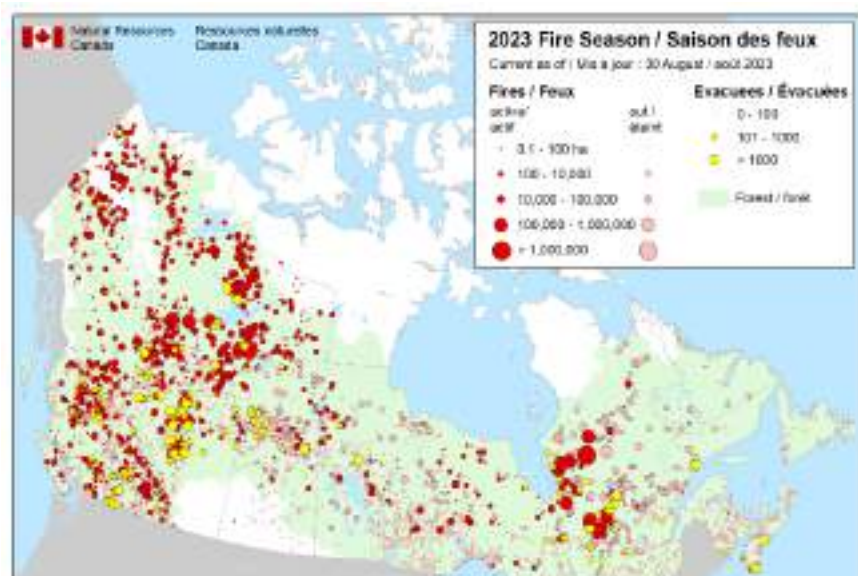 Natural Resources Canada
Ressources naturelles Canada
2023 Fire Season / Saison des feux
Current as of / Mis à jour : 30 August / août 2023
Fires / Feux
active/ actif
out / éteint
0.1 - 100 ha
100 - 10,000
10,000 - 100,000
100,000 - 1,000,000
> 1,000,000
Evacuees / Évacuées
0 - 100
101 - 1000
> 1000
Forest / forêt